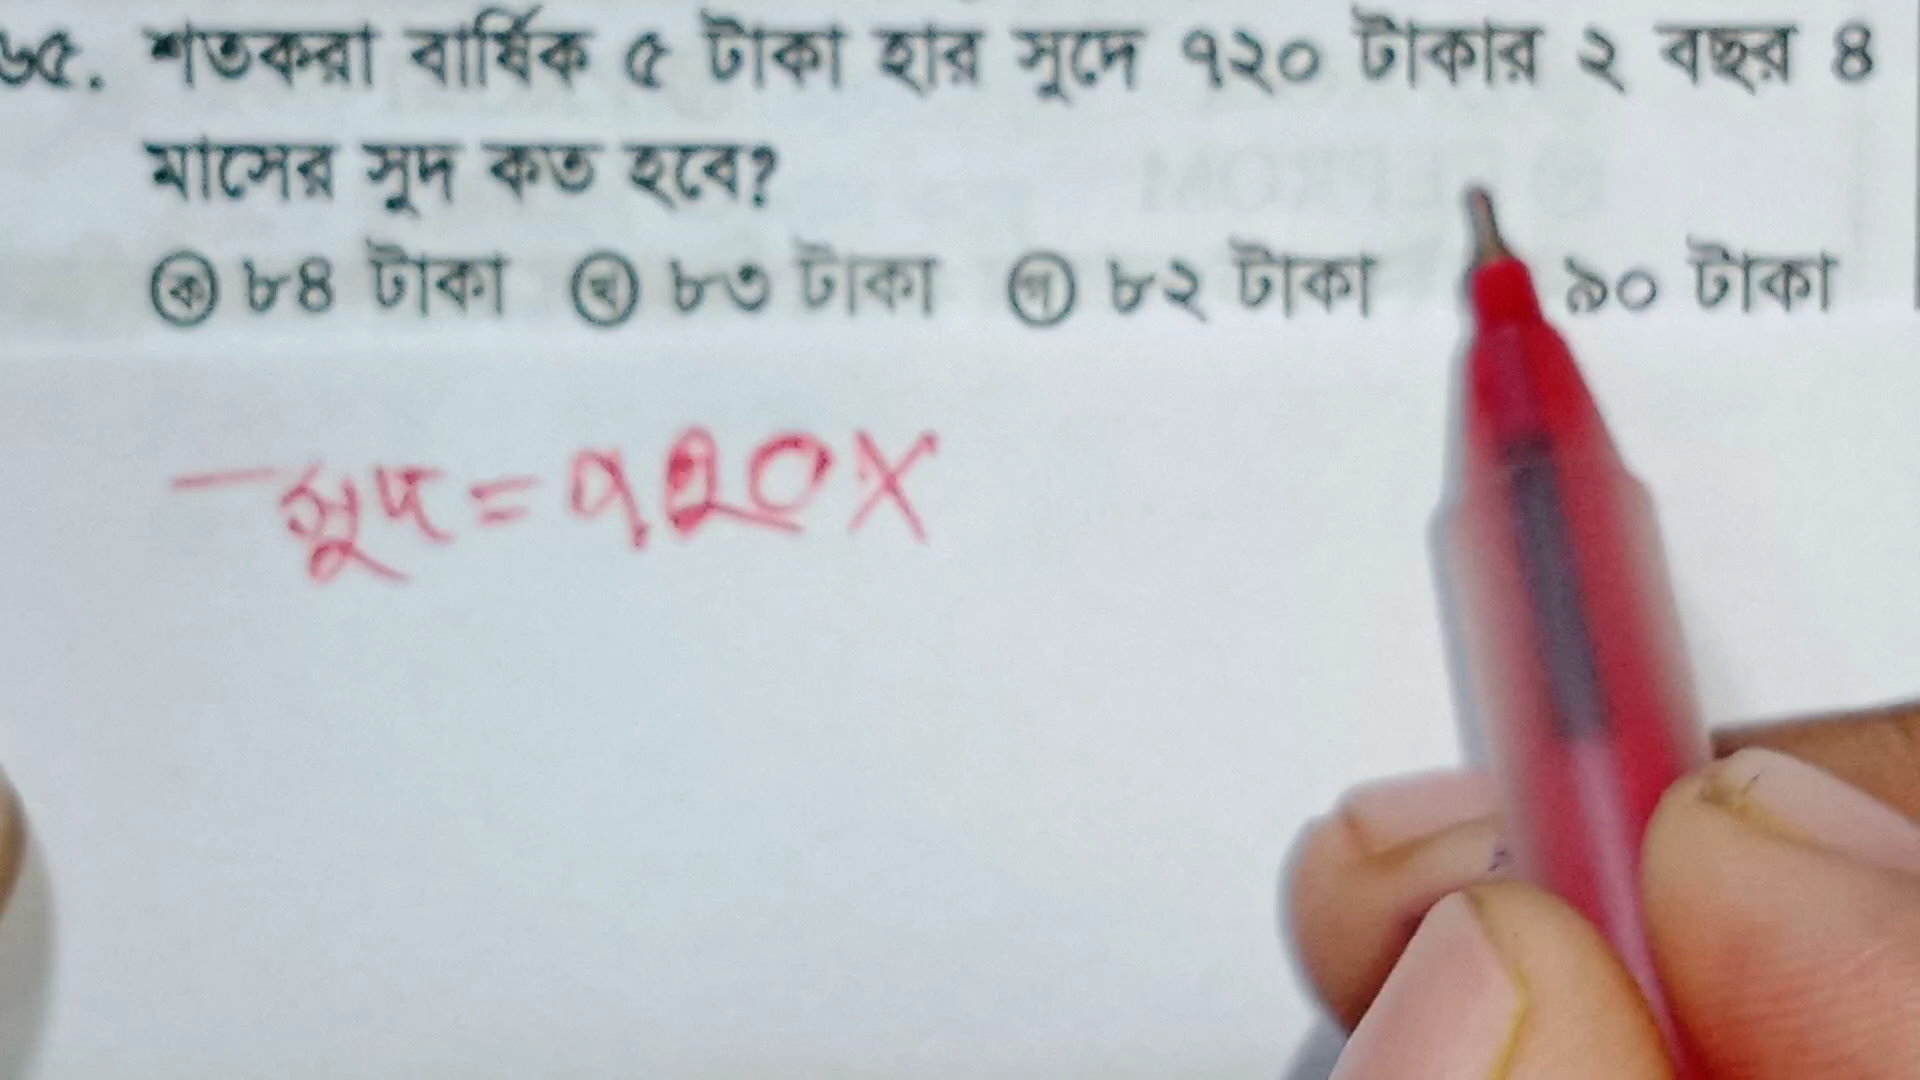 ৬৫. শতকরা বার্ষিক ৫ টাকা হার সুদে ৭২০ টাকার ২ বছর ৪
মাসের সুদ কত হবে?
ক ৮৪ টাকা খ ৮৩ টাকা গ ৮২ টাকা ৯০ টাকা
সুদ = ৭২০ X